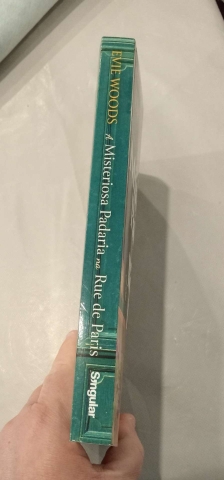 EVIE WOODS
A Misteriosa Padaria na Rue de Paris
Singular